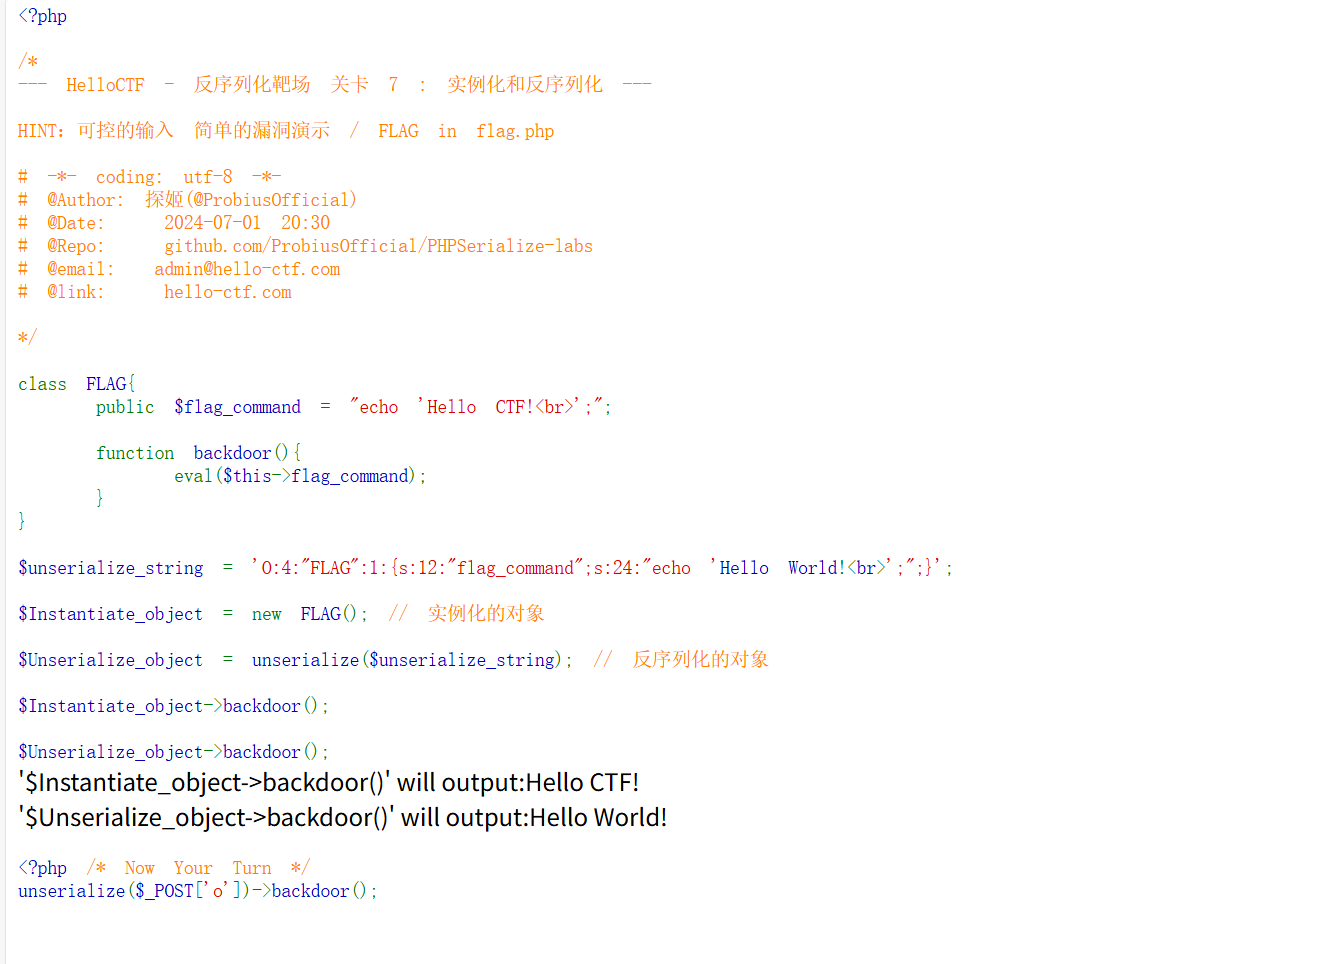 <?php
/*
--- HelloCTF - 反序列化靶场 关卡 7 : 实例化和反序列化 ---
HINT：可控的输入 简单的漏洞演示 / FLAG in flag.php
# -*- coding: utf-8 -*-
# @Author: 探姬(@ProbiusOfficial)
# @Date: 2024-07-01 20:30
# @Repo: github.com/ProbiusOfficial/PHPSerialize-labs
# @email: admin@hello-ctf.com
# @link: hello-ctf.com
*/
class FLAG{
public $flag_command = "echo 'Hello CTF!<br>';";
function backdoor(){
eval($this->flag_command);
}
}
$unserialize_string = 'O:4:"FLAG":1:{s:12:"flag_command";s:24:"echo 'Hello World!<br>';";}';
$Instantiate_object = new FLAG(); // 实例化的对象
$Unserialize_object = unserialize($unserialize_string); // 反序列化的对象
$Instantiate_object->backdoor();
$Unserialize_object->backdoor();
'$Instantiate_object->backdoor()' will output:Hello CTF!
'$Unserialize_object->backdoor()' will output:Hello World!
<?php /* Now Your Turn */
unserialize($_POST['o'])->backdoor();